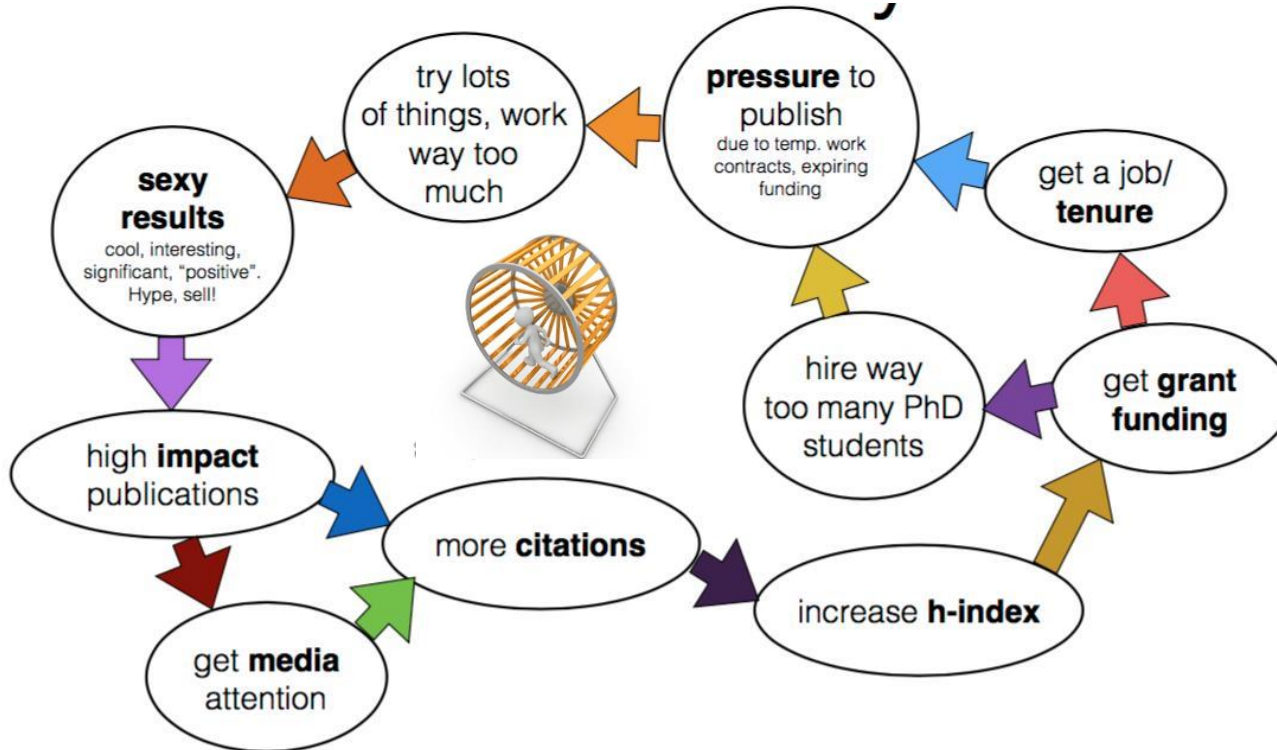 pressure to
publish
due to temp. work
contracts, expiring
funding
try lots
of things, work
way too
much
sexy
results
cool, interesting,
significant, “positive”.
Hype, sell!
high impact
publications
get media
attention
more citations
increase h-index
get grant
funding
hire way
too many PhD
students
get a job/
tenure